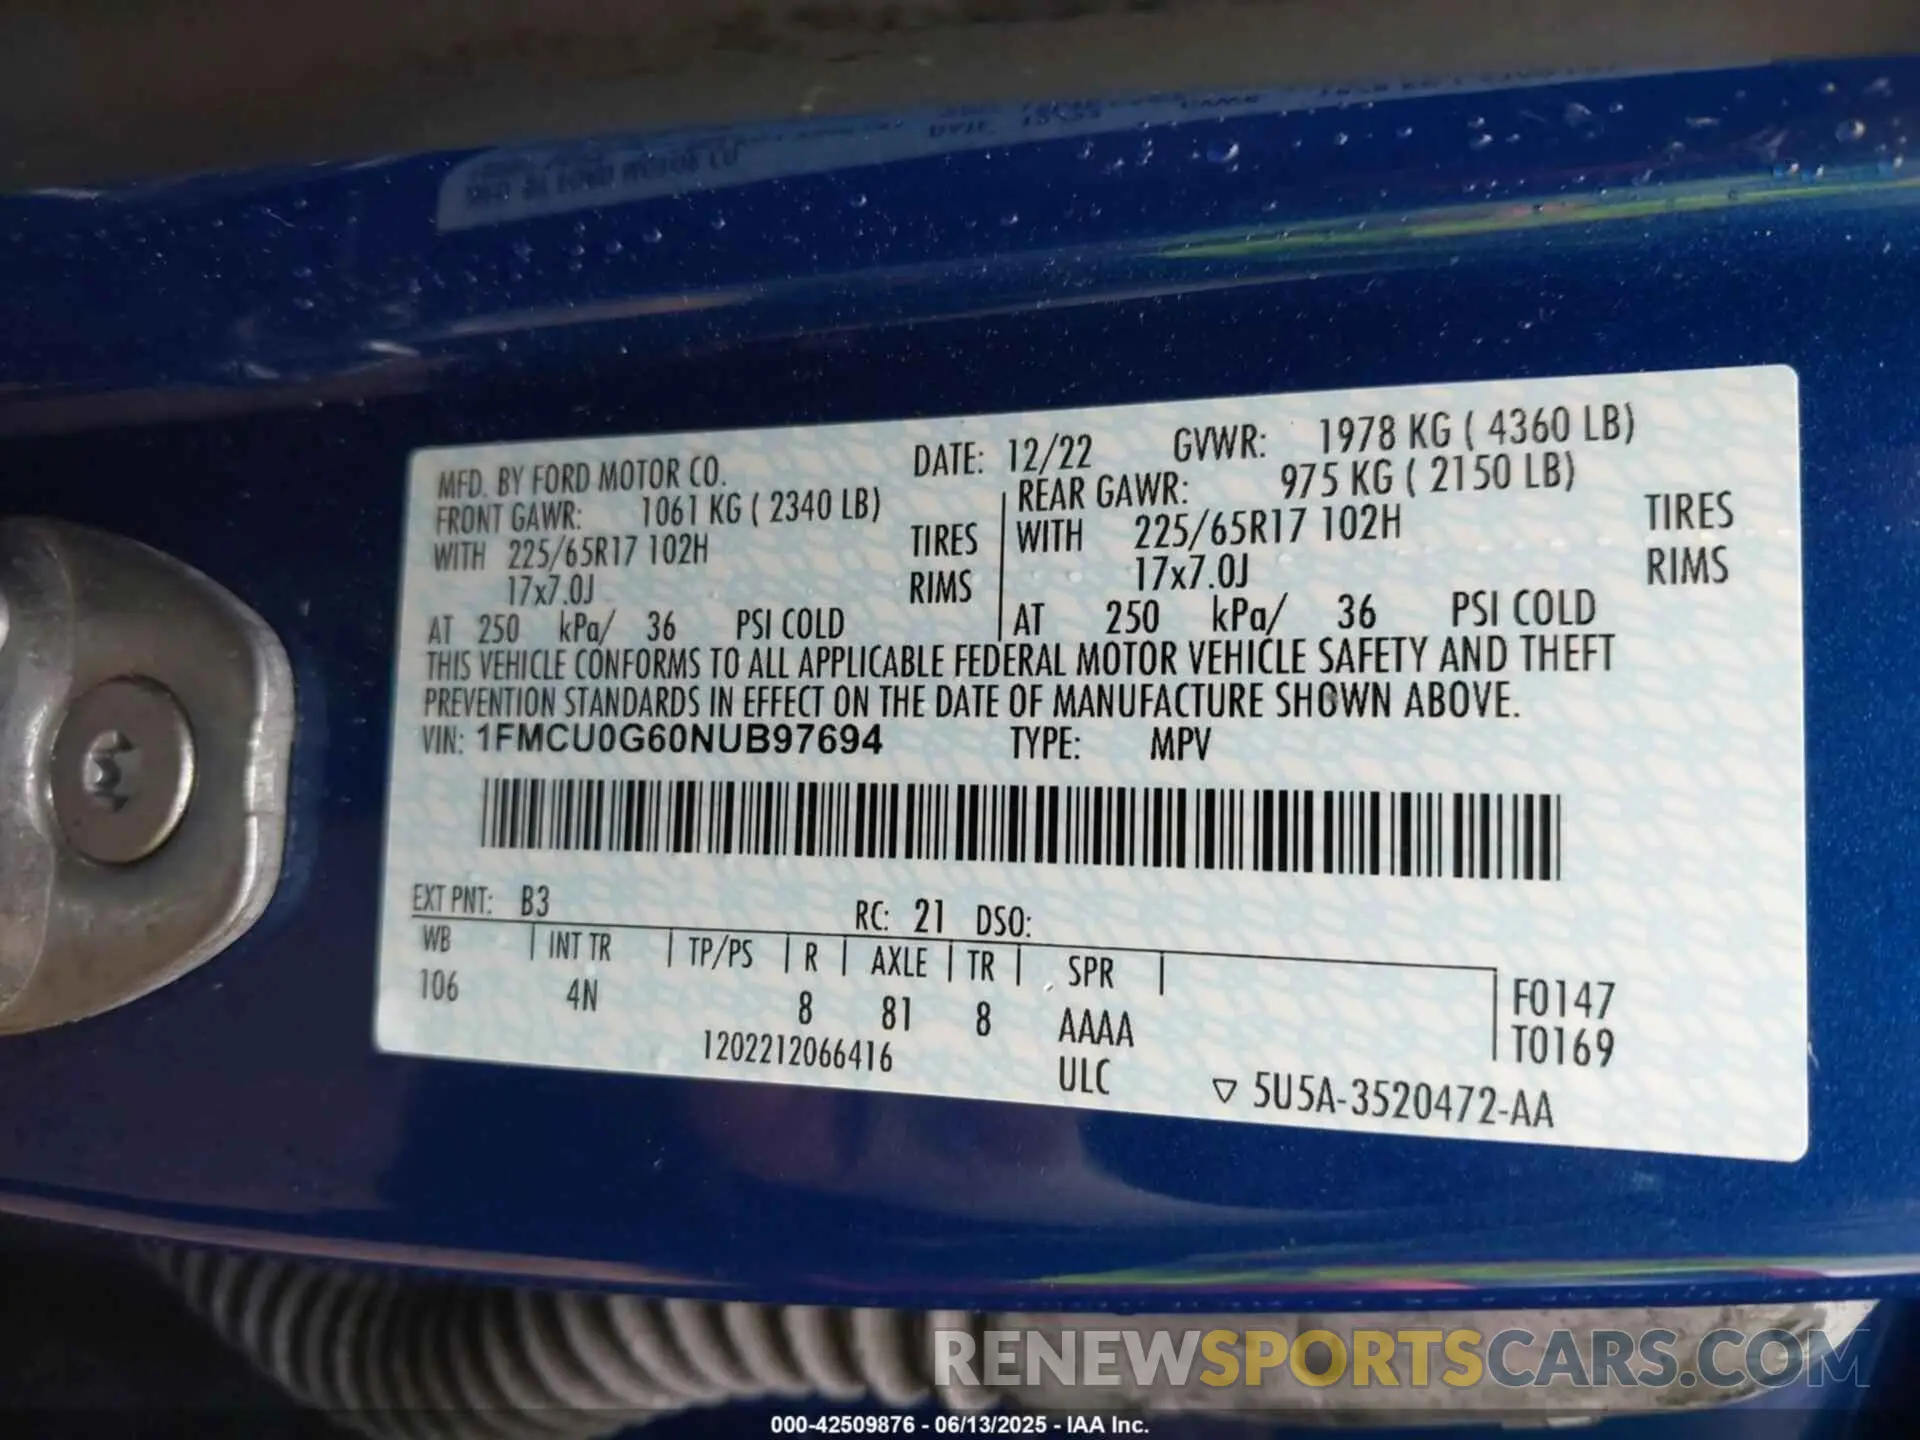 MFD. BY FORD MOTOR CO.
DATE: 12/22 GVWR: 1978 KG ( 4360 LB)
FRONT GAWR: 1061 KG ( 2340 LB) REAR GAWR: 975 KG ( 2150 LB)
WITH 225/65R17 102H TIRES WITH 225/65R17 102H TIRES
17x7.0J RIMS 17x7.0J RIMS
AT 250 kPa/ 36 PSI COLD AT 250 kPa/ 36 PSI COLD
THIS VEHICLE CONFORMS TO ALL APPLICABLE FEDERAL MOTOR VEHICLE SAFETY AND THEFT
PREVENTION STANDARDS IN EFFECT ON THE DATE OF MANUFACTURE SHOWN ABOVE.
VIN: 1FMCU0G60NUB97694 TYPE: MPV
EXT PNT: B3 RC: 21 DSO:
WB | INT TR | TP/PS | R | AXLE | TR | SPR |
106 4N 8 81 8 AAAA F0147
1202212066416 ULC T0169
▽ 5U5A-3520472-AA
RENEWSPORTSCARS.COM
000-42509876 - 06/13/2025 - IAA Inc.